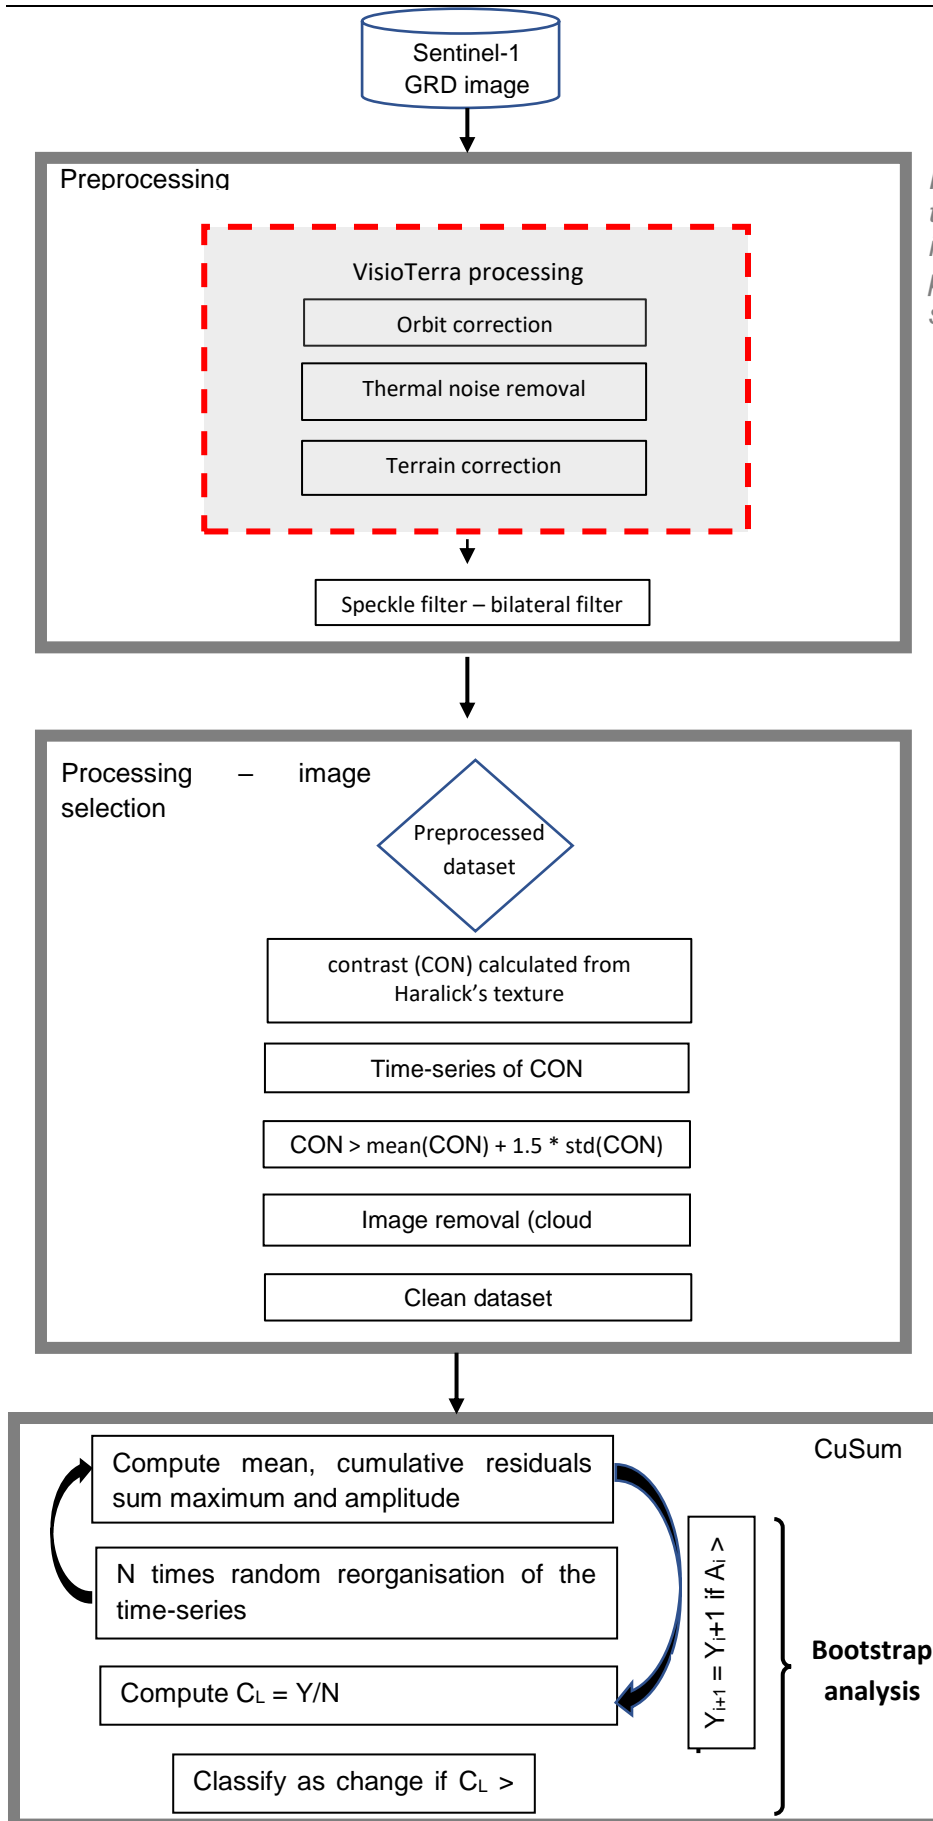 Sentinel-1
GRD image
Preprocessing
VisioTerra processing
Orbit correction
Thermal noise removal
Terrain correction
Speckle filter – bilateral filter
Processing – image
selection
Preprocessed
dataset
contrast (CON) calculated from
Haralick's texture
Time-series of CON
CON > mean(CON) + 1.5 * std(CON)
Image removal (cloud
Clean dataset
CuSum
Compute mean, cumulative residuals
sum maximum and amplitude
N times random reorganisation of the
time-series
Compute CL = Y/N
Classify as change if CL >
Yi+1 = Yi+1 if Ai >
Bootstrap
analysis